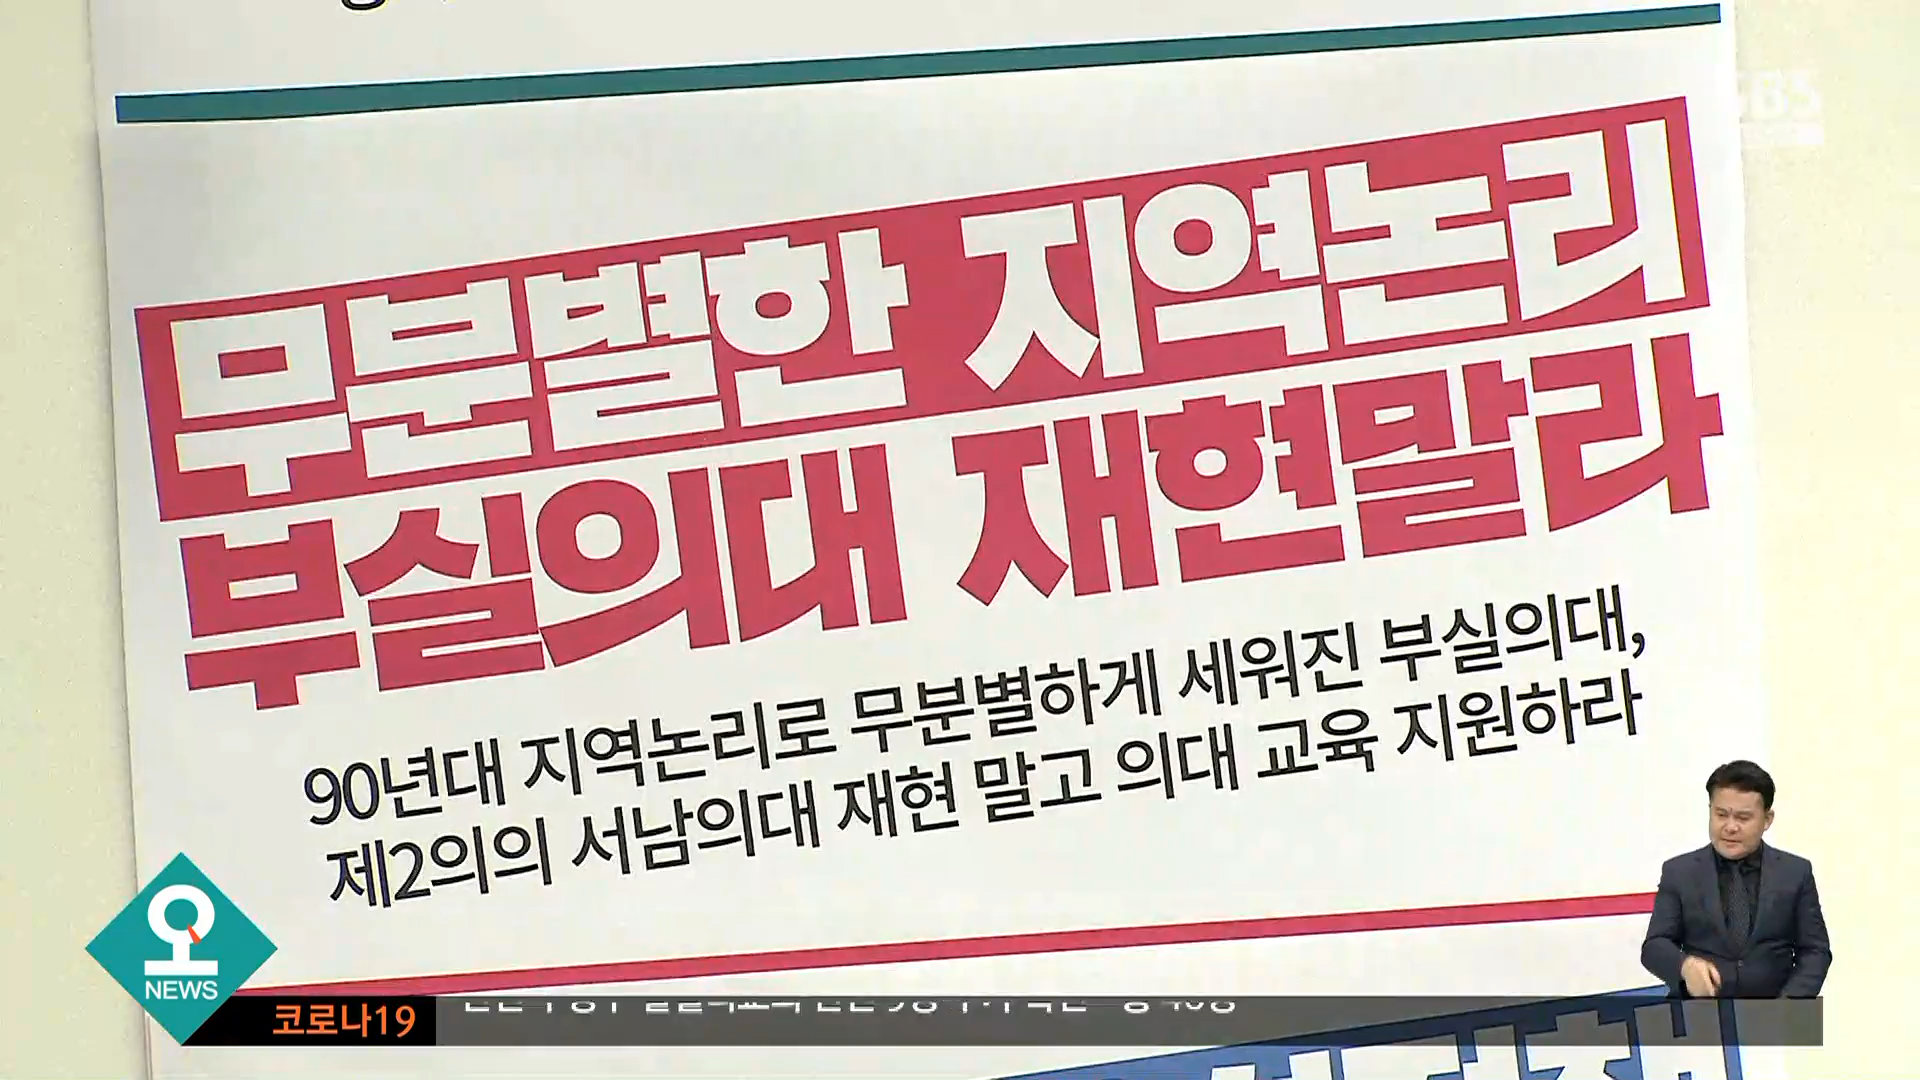 SBS
무분별한 지역논리
부실의대 재현말라
90년대 지역논리로 무분별하게 세워진 부실의대,
제2의의 서남의대 재현 말고 의대 교육 지원하라
오
NEWS
코로나19